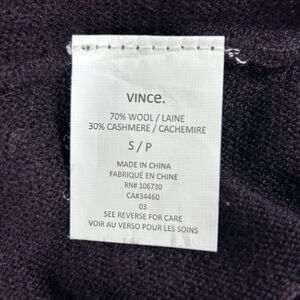 VINCE.
70% WOOL / LAINE
30% CASHMERE / CACHEMIRE
S / P
MADE IN CHINA
FABRIQUÉ EN CHINE
RN# 106730
CA#34460
03
SEE REVERSE FOR CARE
VOIR AU VERSO POUR LES SOINS